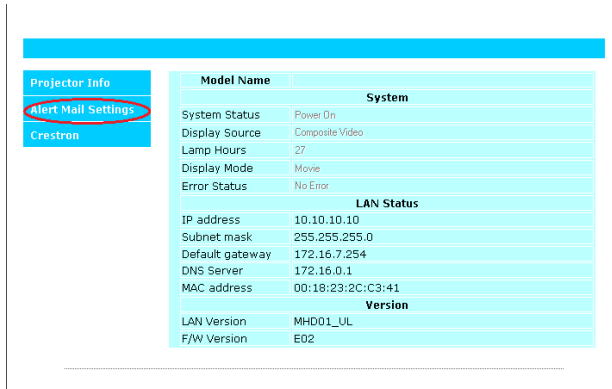 Projector Info
Alert Mail Settings
Crestron
Model Name
System
System Status Power On
Display Source Composite Video
Lamp Hours 27
Display Mode Movie
Error Status No Error
LAN Status
IP address 10.10.10.10
Subnet mask 255.255.255.0
Default gateway 172.16.7.254
DNS Server 172.16.0.1
MAC address 00:18:23:2C:C3:41
Version
LAN Version MHD01_UL
F/W Version E02